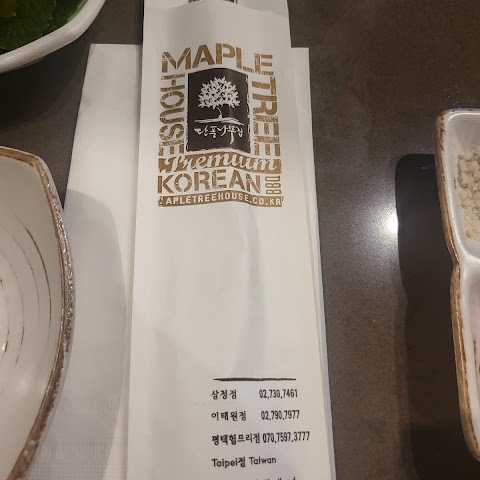 MAPLE
TREE
HOUSE
단풍나무집
Premium
KOREAN
BBQ
MAPLETREEHOUSE.CO.KR
삼청점 02,730,7461
이태원점 02,790,7977
평택험프리점 070,7597,3777
Taipei점 Taiwan